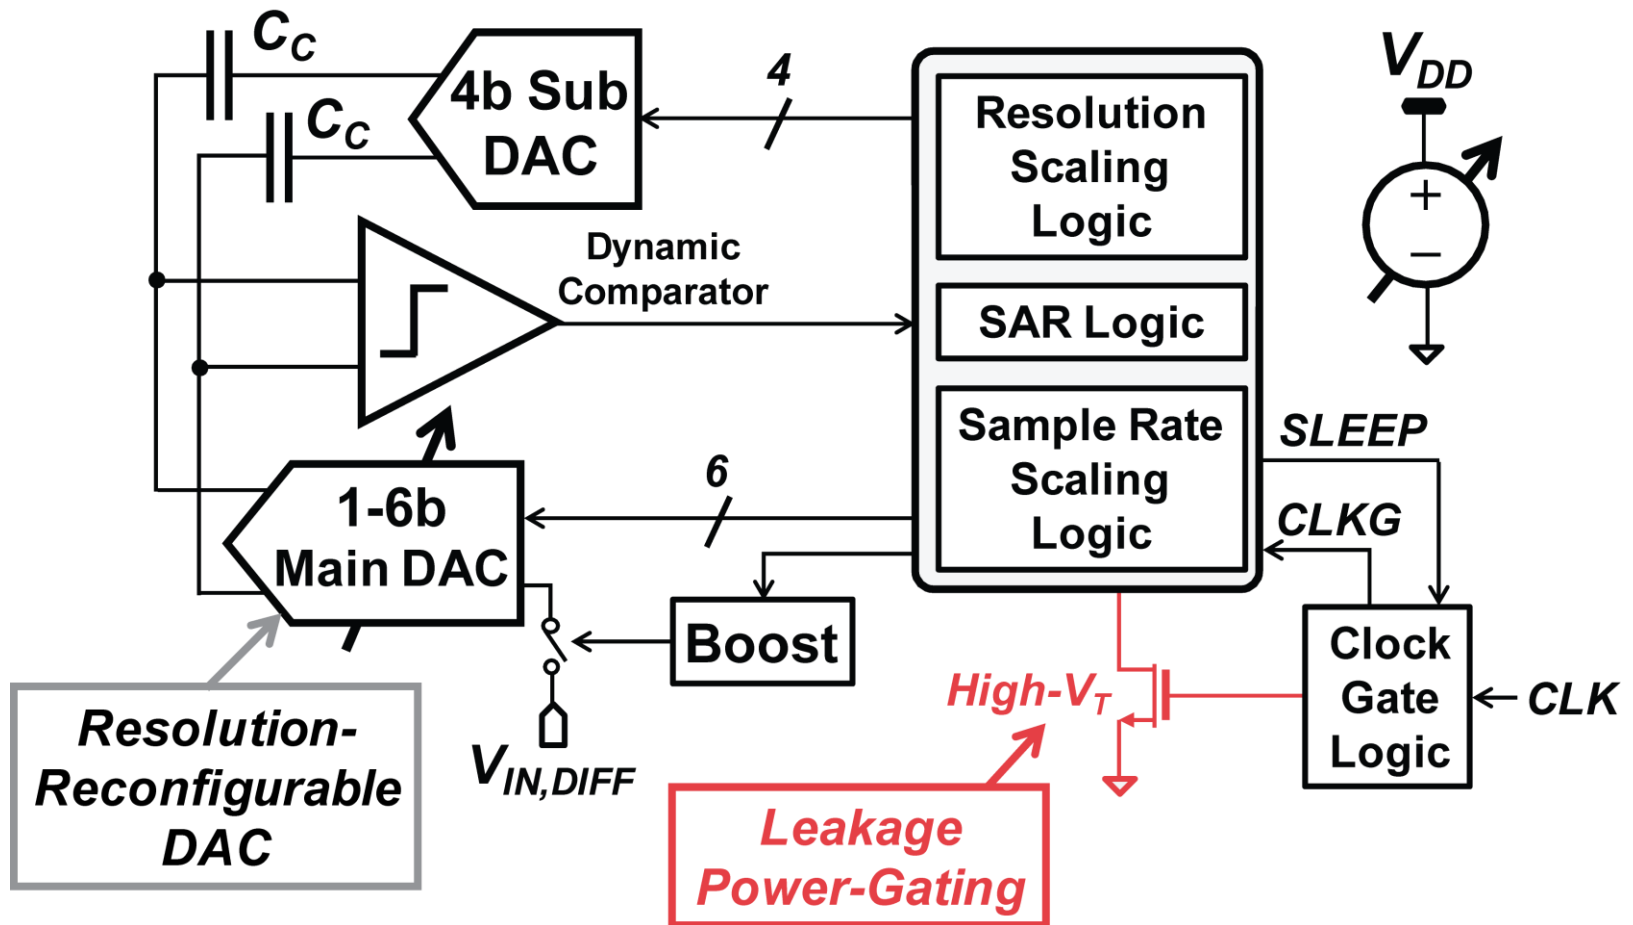 C_C
C_C
4b Sub
DAC
4
Resolution
Scaling
Logic
V_DD
+
−
Dynamic
Comparator
SAR Logic
Sample Rate
Scaling
Logic
SLEEP
CLKG
1-6b
Main DAC
6
Boost
Clock
Gate
Logic
CLK
High-V_T
V_IN,DIFF
Resolution-
Reconfigurable
DAC
Leakage
Power-Gating